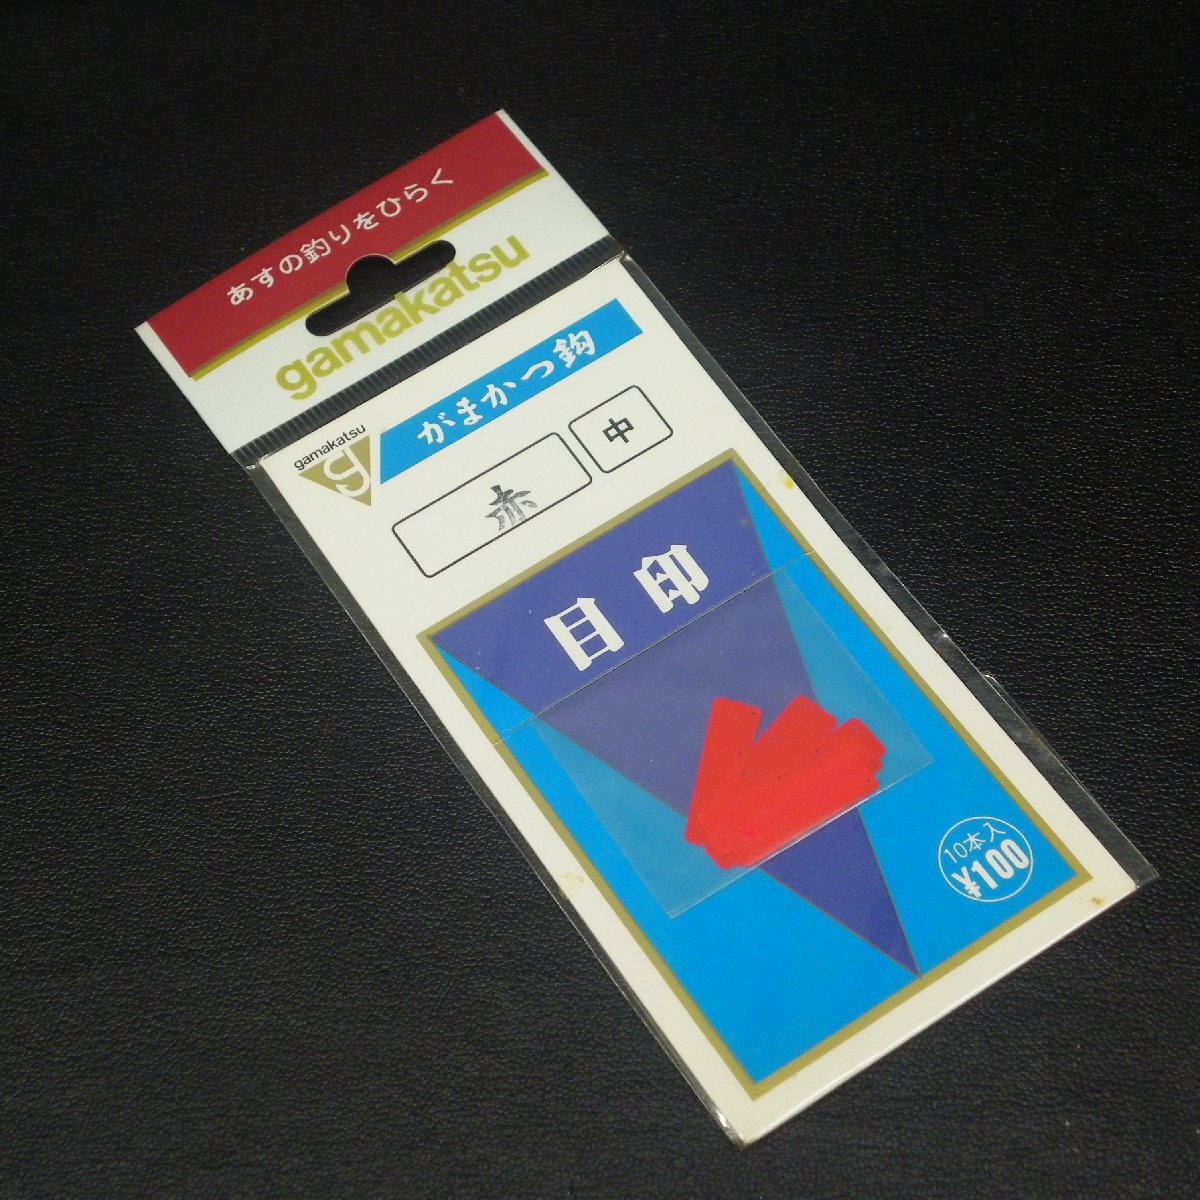 あすの釣りをひらく
gamakatsu
がまかつ鈎
gamakatsu
g
赤
中
目印
10本入
¥100